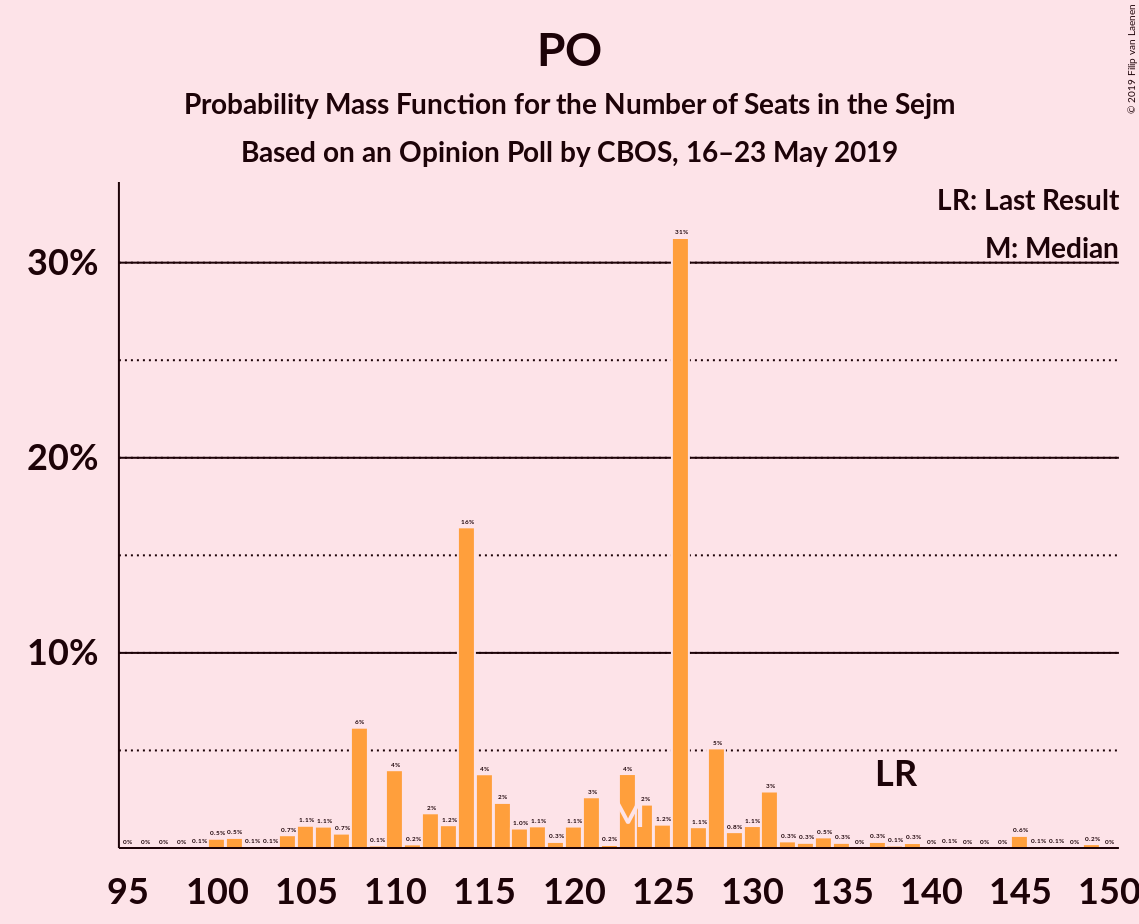 PO
Probability Mass Function for the Number of Seats in the Sejm
Based on an Opinion Poll by CBOS, 16–23 May 2019
© 2019 Filip van Laenen
LR: Last Result
M: Median
30%
20%
10%
0% 0% 0% 0% 0.1% 0.5% 0.5% 0.1% 0.1% 0.7% 1.1% 1.1% 0.7% 6% 0.1% 4% 0.2% 2% 1.2% 16% 4% 2% 1.0% 1.1% 0.3% 1.1% 3% 0.2% 4% 2% 1.2% 31% 1.1% 5% 0.8% 1.1% 3% 0.3% 0.3% 0.5% 0.3% 0% 0.3% 0.1% 0.3% 0% 0.1% 0% 0% 0% 0.6% 0.1% 0.1% 0% 0.2% 0%
M
LR
95 100 105 110 115 120 125 130 135 140 145 150